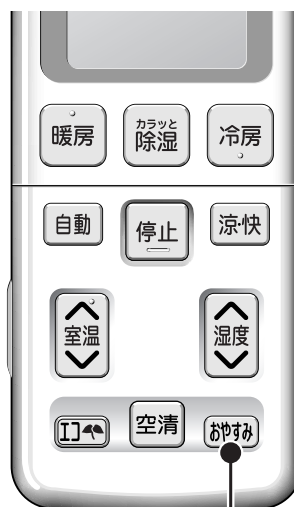 暖房
カラッと
除湿
冷房
自動
停止
涼快
室温
湿度
エコ
空清
おやすみ